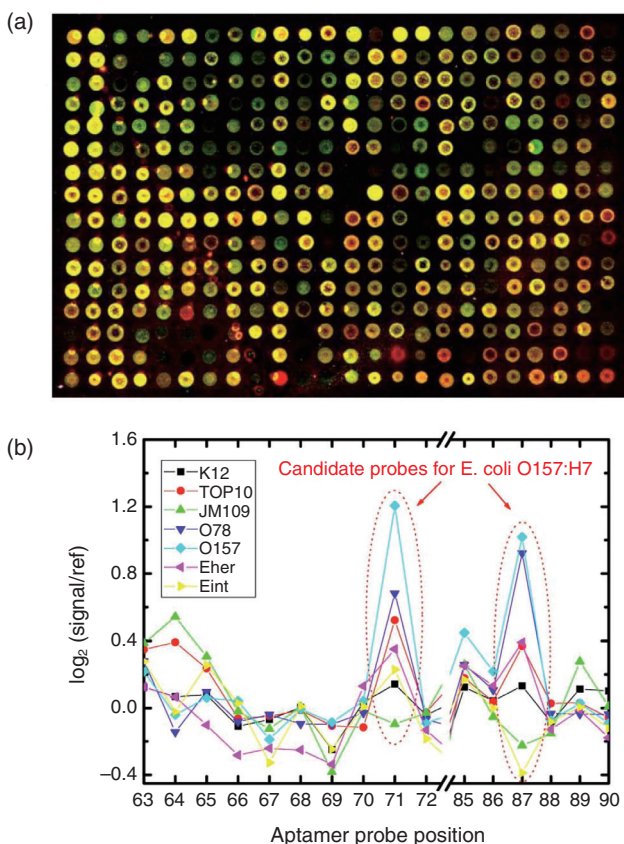 (a)
(b)
1.6
1.2
0.8
0.4
0.0
–0.4
log₂ (signal/ref)
K12
TOP10
JM109
O78
O157
Eher
Eint
Candidate probes for E. coli O157:H7
63 64 65 66 67 68 69 70 71 72 85 86 87 88 89 90
Aptamer probe position